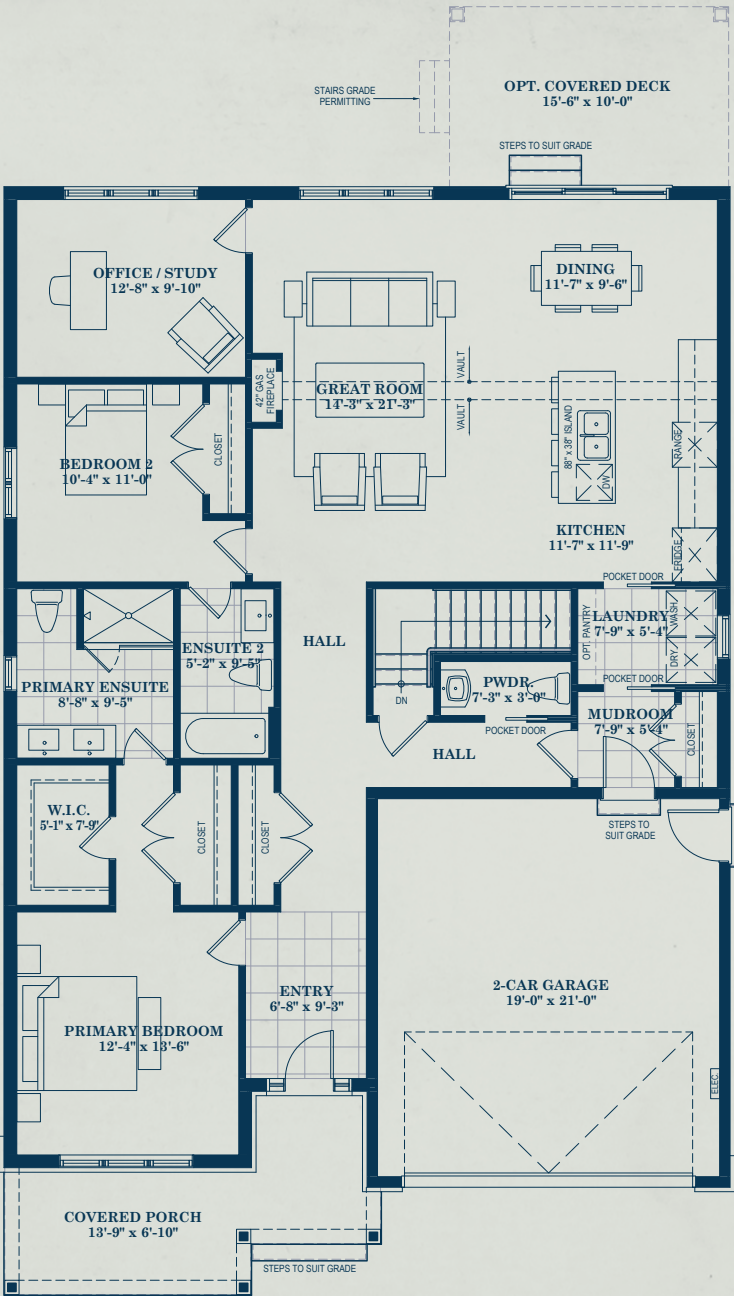 OPT. COVERED DECK
15'-6" x 10'-0"
STAIRS GRADE
PERMITTING
STEPS TO SUIT GRADE
OFFICE / STUDY
12'-8" x 9'-10"
DINING
11'-7" x 9'-6"
42" GAS
FIREPLACE
GREAT ROOM
14'-3" x 21'-3"
VAULT
VAULT
88" x 38" ISLAND
DW
RANGE
FRIDGE
BEDROOM 2
10'-4" x 11'-0"
CLOSET
KITCHEN
11'-7" x 11'-9"
POCKET DOOR
LAUNDRY
7'-9" x 5'-4"
OPT. PANTRY
WASH.
DRY.
POCKET DOOR
HALL
ENSUITE 2
5'-2" x 9'-5"
PRIMARY ENSUITE
8'-8" x 9'-5"
DN
PWDR.
7'-3" x 3'-0"
POCKET DOOR
MUDROOM
7'-9" x 5'-4"
CLOSET
HALL
W.I.C.
5'-1" x 7'-9"
CLOSET
CLOSET
STEPS TO
SUIT GRADE
2-CAR GARAGE
19'-0" x 21'-0"
ENTRY
6'-8" x 9'-3"
PRIMARY BEDROOM
12'-4" x 13'-6"
ELEC.
COVERED PORCH
13'-9" x 6'-10"
STEPS TO SUIT GRADE